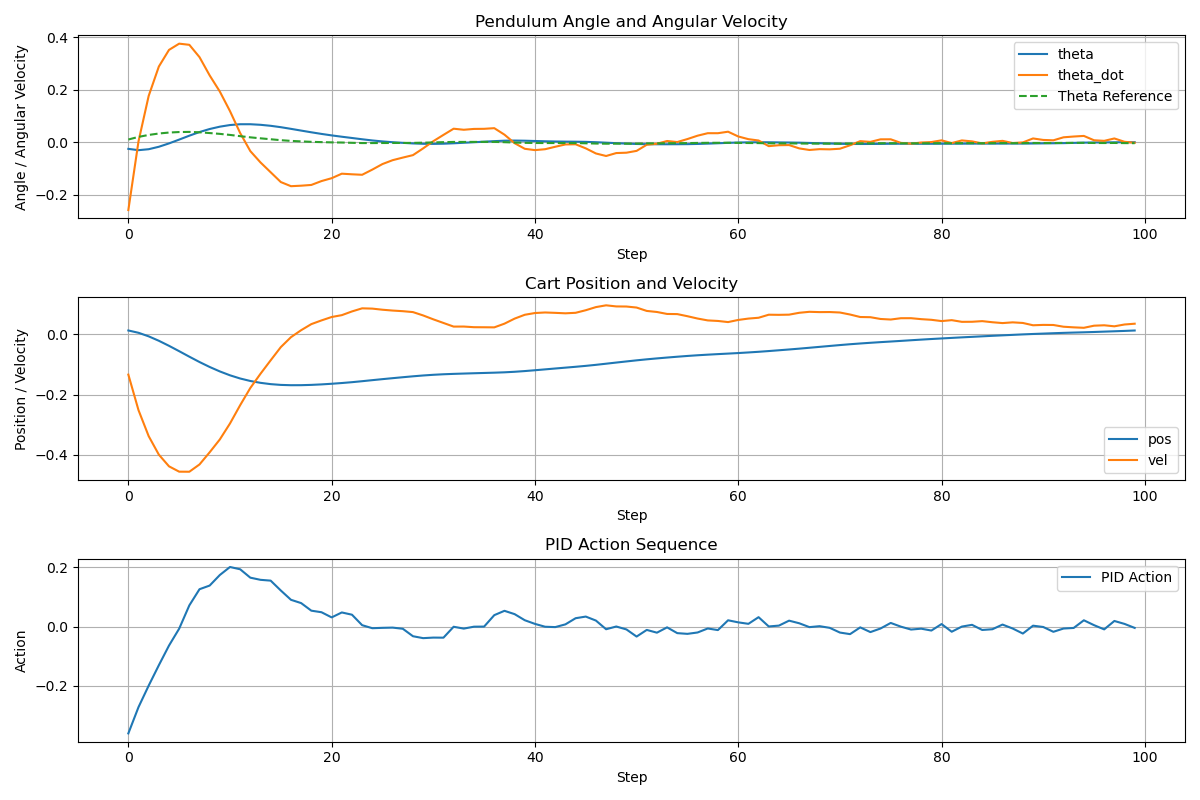 Pendulum Angle and Angular Velocity
Angle / Angular Velocity
0.4
0.2
0.0
−0.2
theta
theta_dot
Theta Reference
0 20 40 60 80 100
Step
Cart Position and Velocity
Position / Velocity
0.0
−0.2
−0.4
pos
vel
0 20 40 60 80 100
Step
PID Action Sequence
Action
0.2
0.0
−0.2
PID Action
0 20 40 60 80 100
Step